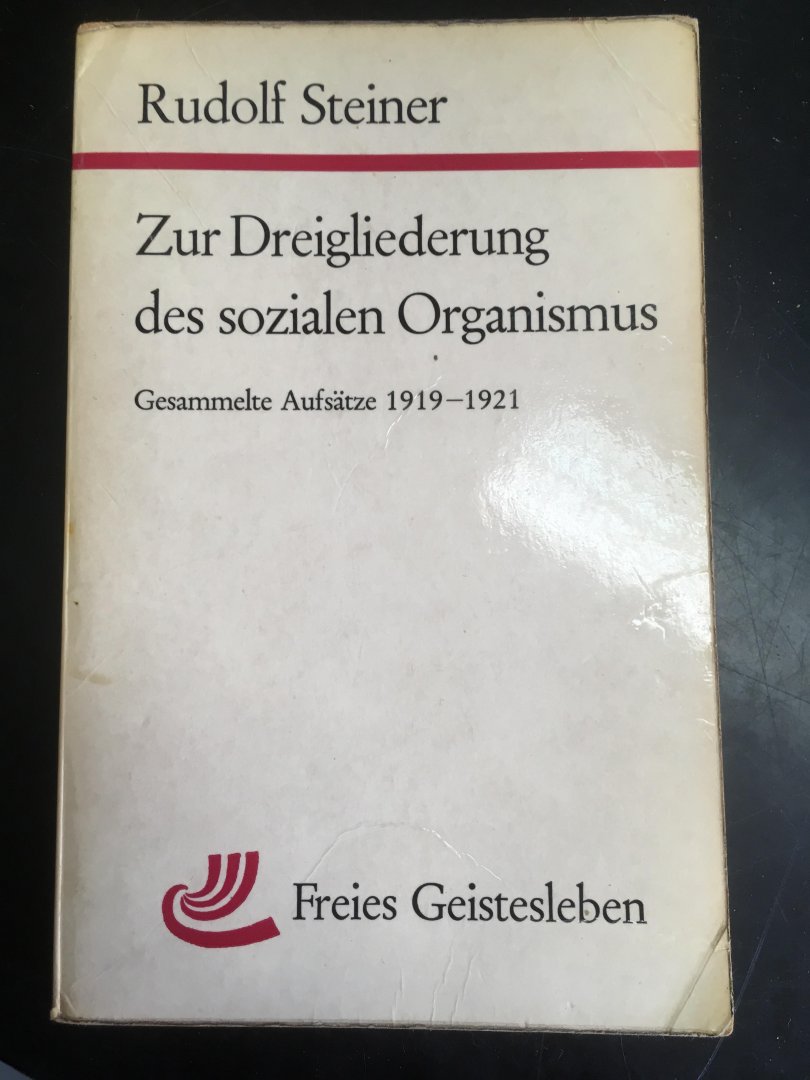 Rudolf Steiner
Zur Dreigliederung
des sozialen Organismus
Gesammelte Aufsätze 1919–1921
Freies Geistesleben